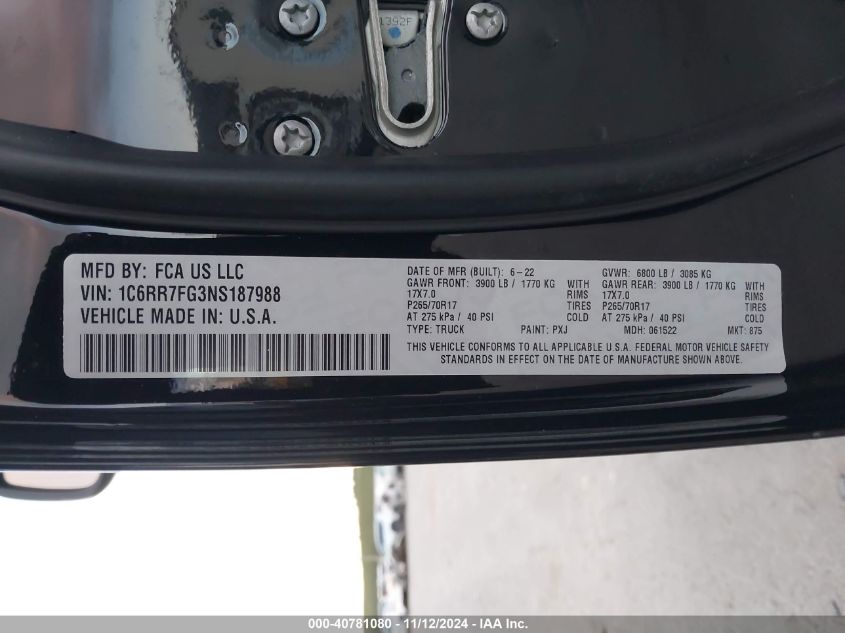 1392F
MFD BY: FCA US LLC
VIN: 1C6RR7FG3NS187988
VEHICLE MADE IN: U.S.A.
DATE OF MFR (BUILT): 6-22
GAWR FRONT: 3900 LB / 1770 KG WITH
17X7.0 RIMS
P265/70R17 TIRES
AT 275 kPa / 40 PSI COLD
TYPE: TRUCK PAINT: PXJ
GVWR: 6800 LB / 3085 KG
GAWR REAR: 3900 LB / 1770 KG WITH
17X7.0 RIMS
P265/70R17 TIRES
AT 275 kPa / 40 PSI COLD
MDH: 061522 MKT: 875
THIS VEHICLE CONFORMS TO ALL APPLICABLE U.S.A. FEDERAL MOTOR VEHICLE SAFETY
STANDARDS IN EFFECT ON THE DATE OF MANUFACTURE SHOWN ABOVE.
000-40781080 - 11/12/2024 - IAA Inc.